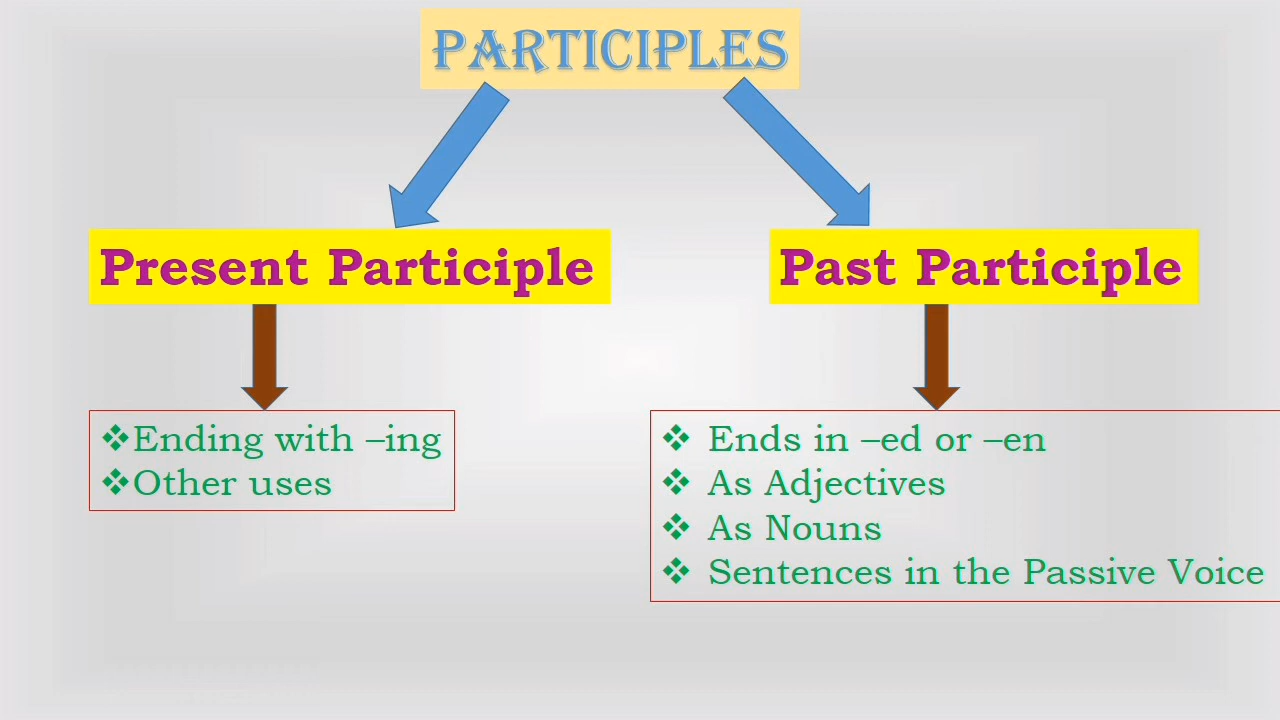 PARTICIPLES
Present Participle
Past Participle
❖Ending with –ing
❖Other uses
❖ Ends in –ed or –en
❖ As Adjectives
❖ As Nouns
❖ Sentences in the Passive Voice